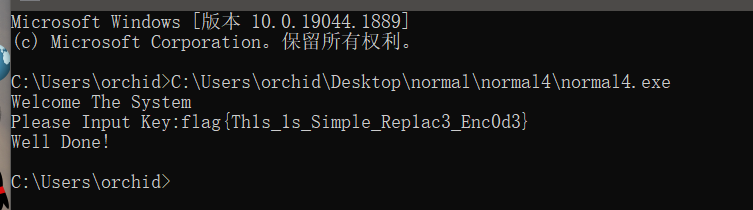 Microsoft Windows [版本 10.0.19044.1889]
(c) Microsoft Corporation。保留所有权利。
C:\Users\orchid>C:\Users\orchid\Desktop\normal\normal4\normal4.exe
Welcome The System
Please Input Key:flag{Th1s_1s_Simple_Rep1ac3_Enc0d3}
Well Done!
C:\Users\orchid>